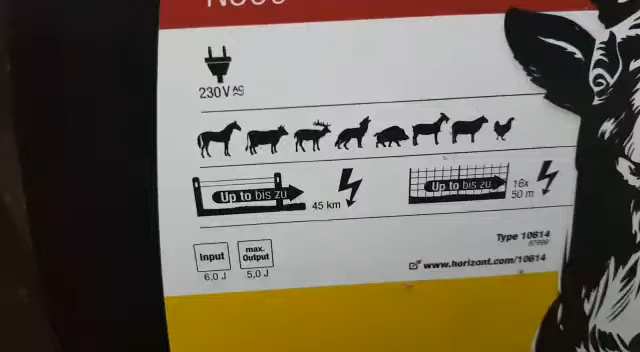 230V AC
Up to bis zu
45 km
Up to bis zu
16x
50 m
Input
6,0 J
max.
Output
5,0 J
Type 10614
www.horizont.com/10614